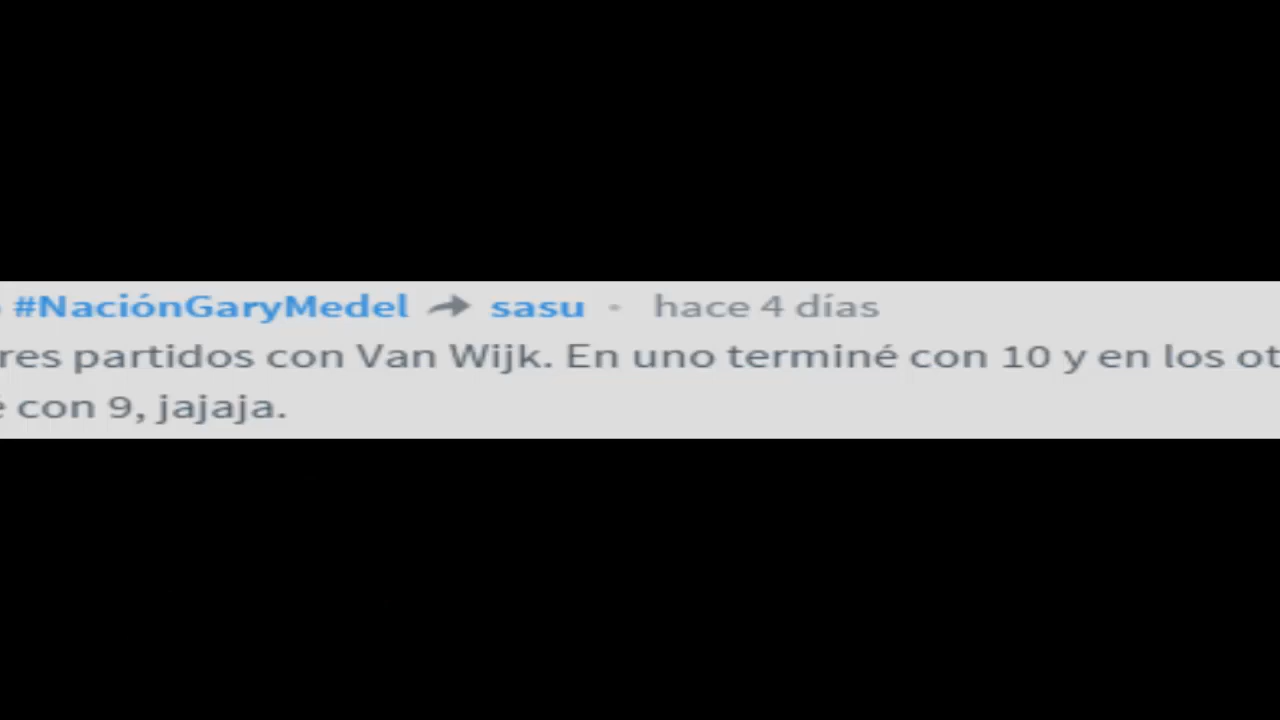 #NaciónGaryMedel sasu • hace 4 días
res partidos con Van Wijk. En uno terminé con 10 y en los ot
é con 9, jajaja.